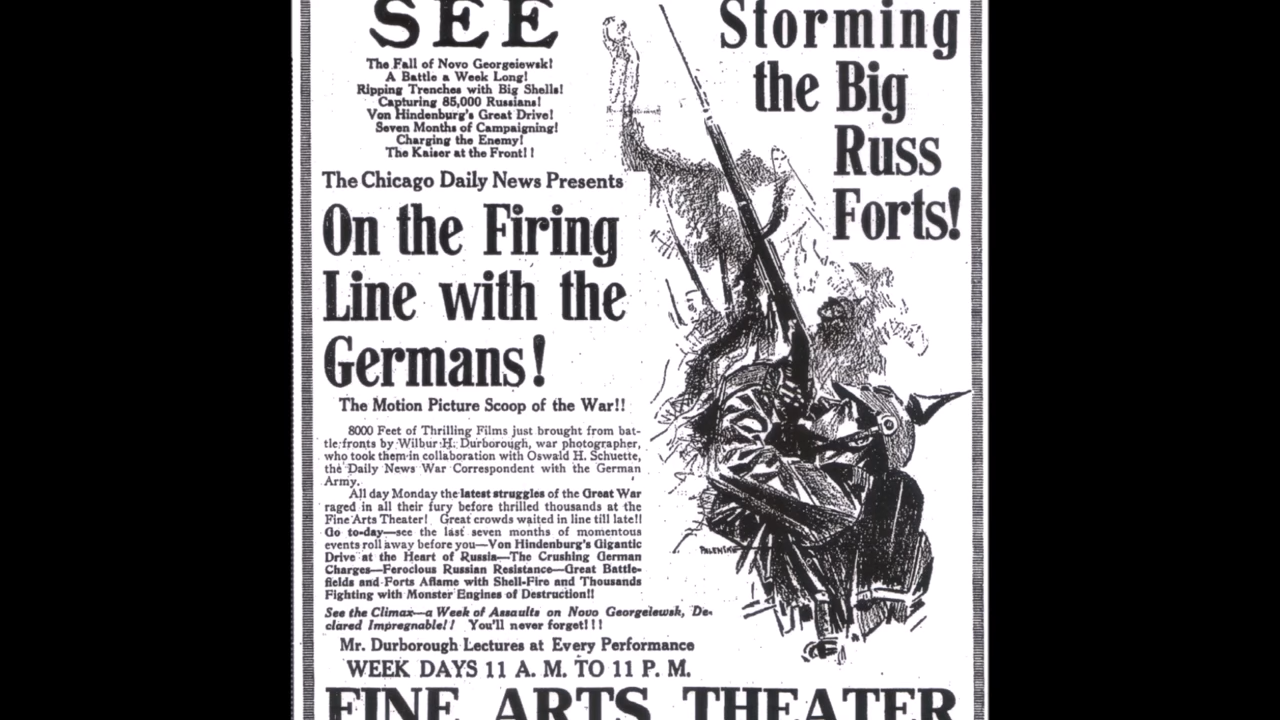 SEE
The Fall of Novo Georgeiewsk!
A Battle a Week Long!
Ripping Trenches with Big Shells!
Capturing 85,000 Russians!
Von Hindenburg's Great Drive!
Seven Months of Campaigning!
Charging the Enemy!
The Kaiser at the Front!!
Storming
the Big
Russ
Forts!
The Chicago Daily News Presents
On the Firing
Line with the
Germans!
The Motion Picture Scoop of the War!!
8000 Feet of Thrilling Films just brought from bat-
tle-fronts by Wilbur H. Durborough, war photographer,
who took them in collaboration with Oswald H. Schuette,
the Daily News War Correspondent with the German
Army.
All day Monday the latest struggles of the Great War
raged in all their fury before thrilled thousands at the
Fine Arts Theater! Great crowds waited in line till late!!
Go to-day—see the last seven months of momentous
events roll away before you—Von Hindenburg's Gigantic
Drive at the Heart of Russia—The Crushing German
Charges—Ferocious Russian Resistance—Great Battle-
fields and Forts Aflame with Shell-Fire and Thousands
Fighting with Monster Engines of Destruction!!
See the Climax—a Week of Assaults on Novo Georgeiewsk, De-
clared Impregnable!! You'll never forget!!!
Mr. Durborough Lectures at Every Performance
WEEK DAYS 11 A. M. TO 11 P. M.
FINE ARTS THEATER